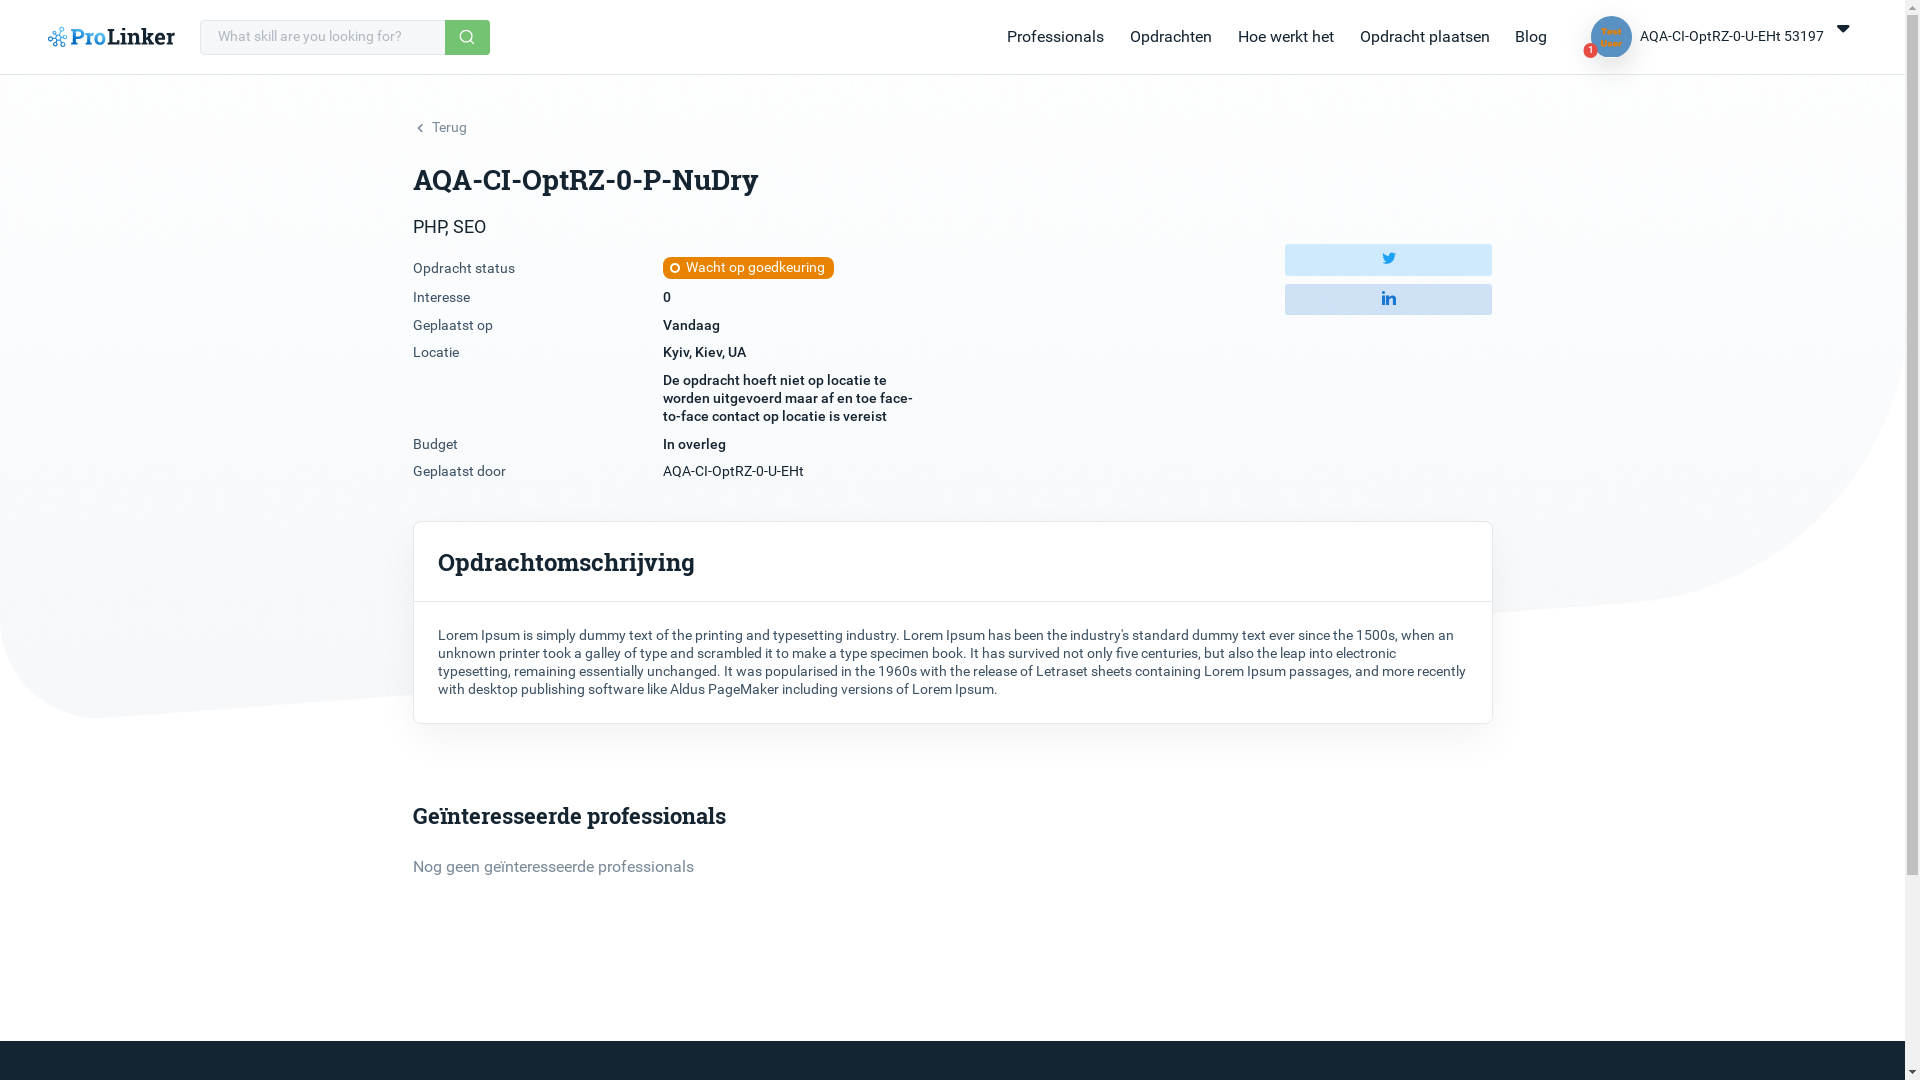 ProLinker
What skill are you looking for?
Professionals
Opdrachten
Hoe werkt het
Opdracht plaatsen
Blog
Test
User
1
AQA-CI-OptRZ-0-U-EHt 53197
Terug
AQA-CI-OptRZ-0-P-NuDry
PHP, SEO
Opdracht status
Wacht op goedkeuring
Interesse
0
Geplaatst op
Vandaag
Locatie
Kyiv, Kiev, UA
De opdracht hoeft niet op locatie te
worden uitgevoerd maar af en toe face-
to-face contact op locatie is vereist
Budget
In overleg
Geplaatst door
AQA-CI-OptRZ-0-U-EHt
Opdrachtomschrijving
Lorem Ipsum is simply dummy text of the printing and typesetting industry. Lorem Ipsum has been the industry's standard dummy text ever since the 1500s, when an
unknown printer took a galley of type and scrambled it to make a type specimen book. It has survived not only five centuries, but also the leap into electronic
typesetting, remaining essentially unchanged. It was popularised in the 1960s with the release of Letraset sheets containing Lorem Ipsum passages, and more recently
with desktop publishing software like Aldus PageMaker including versions of Lorem Ipsum.
Geïnteresseerde professionals
Nog geen geïnteresseerde professionals